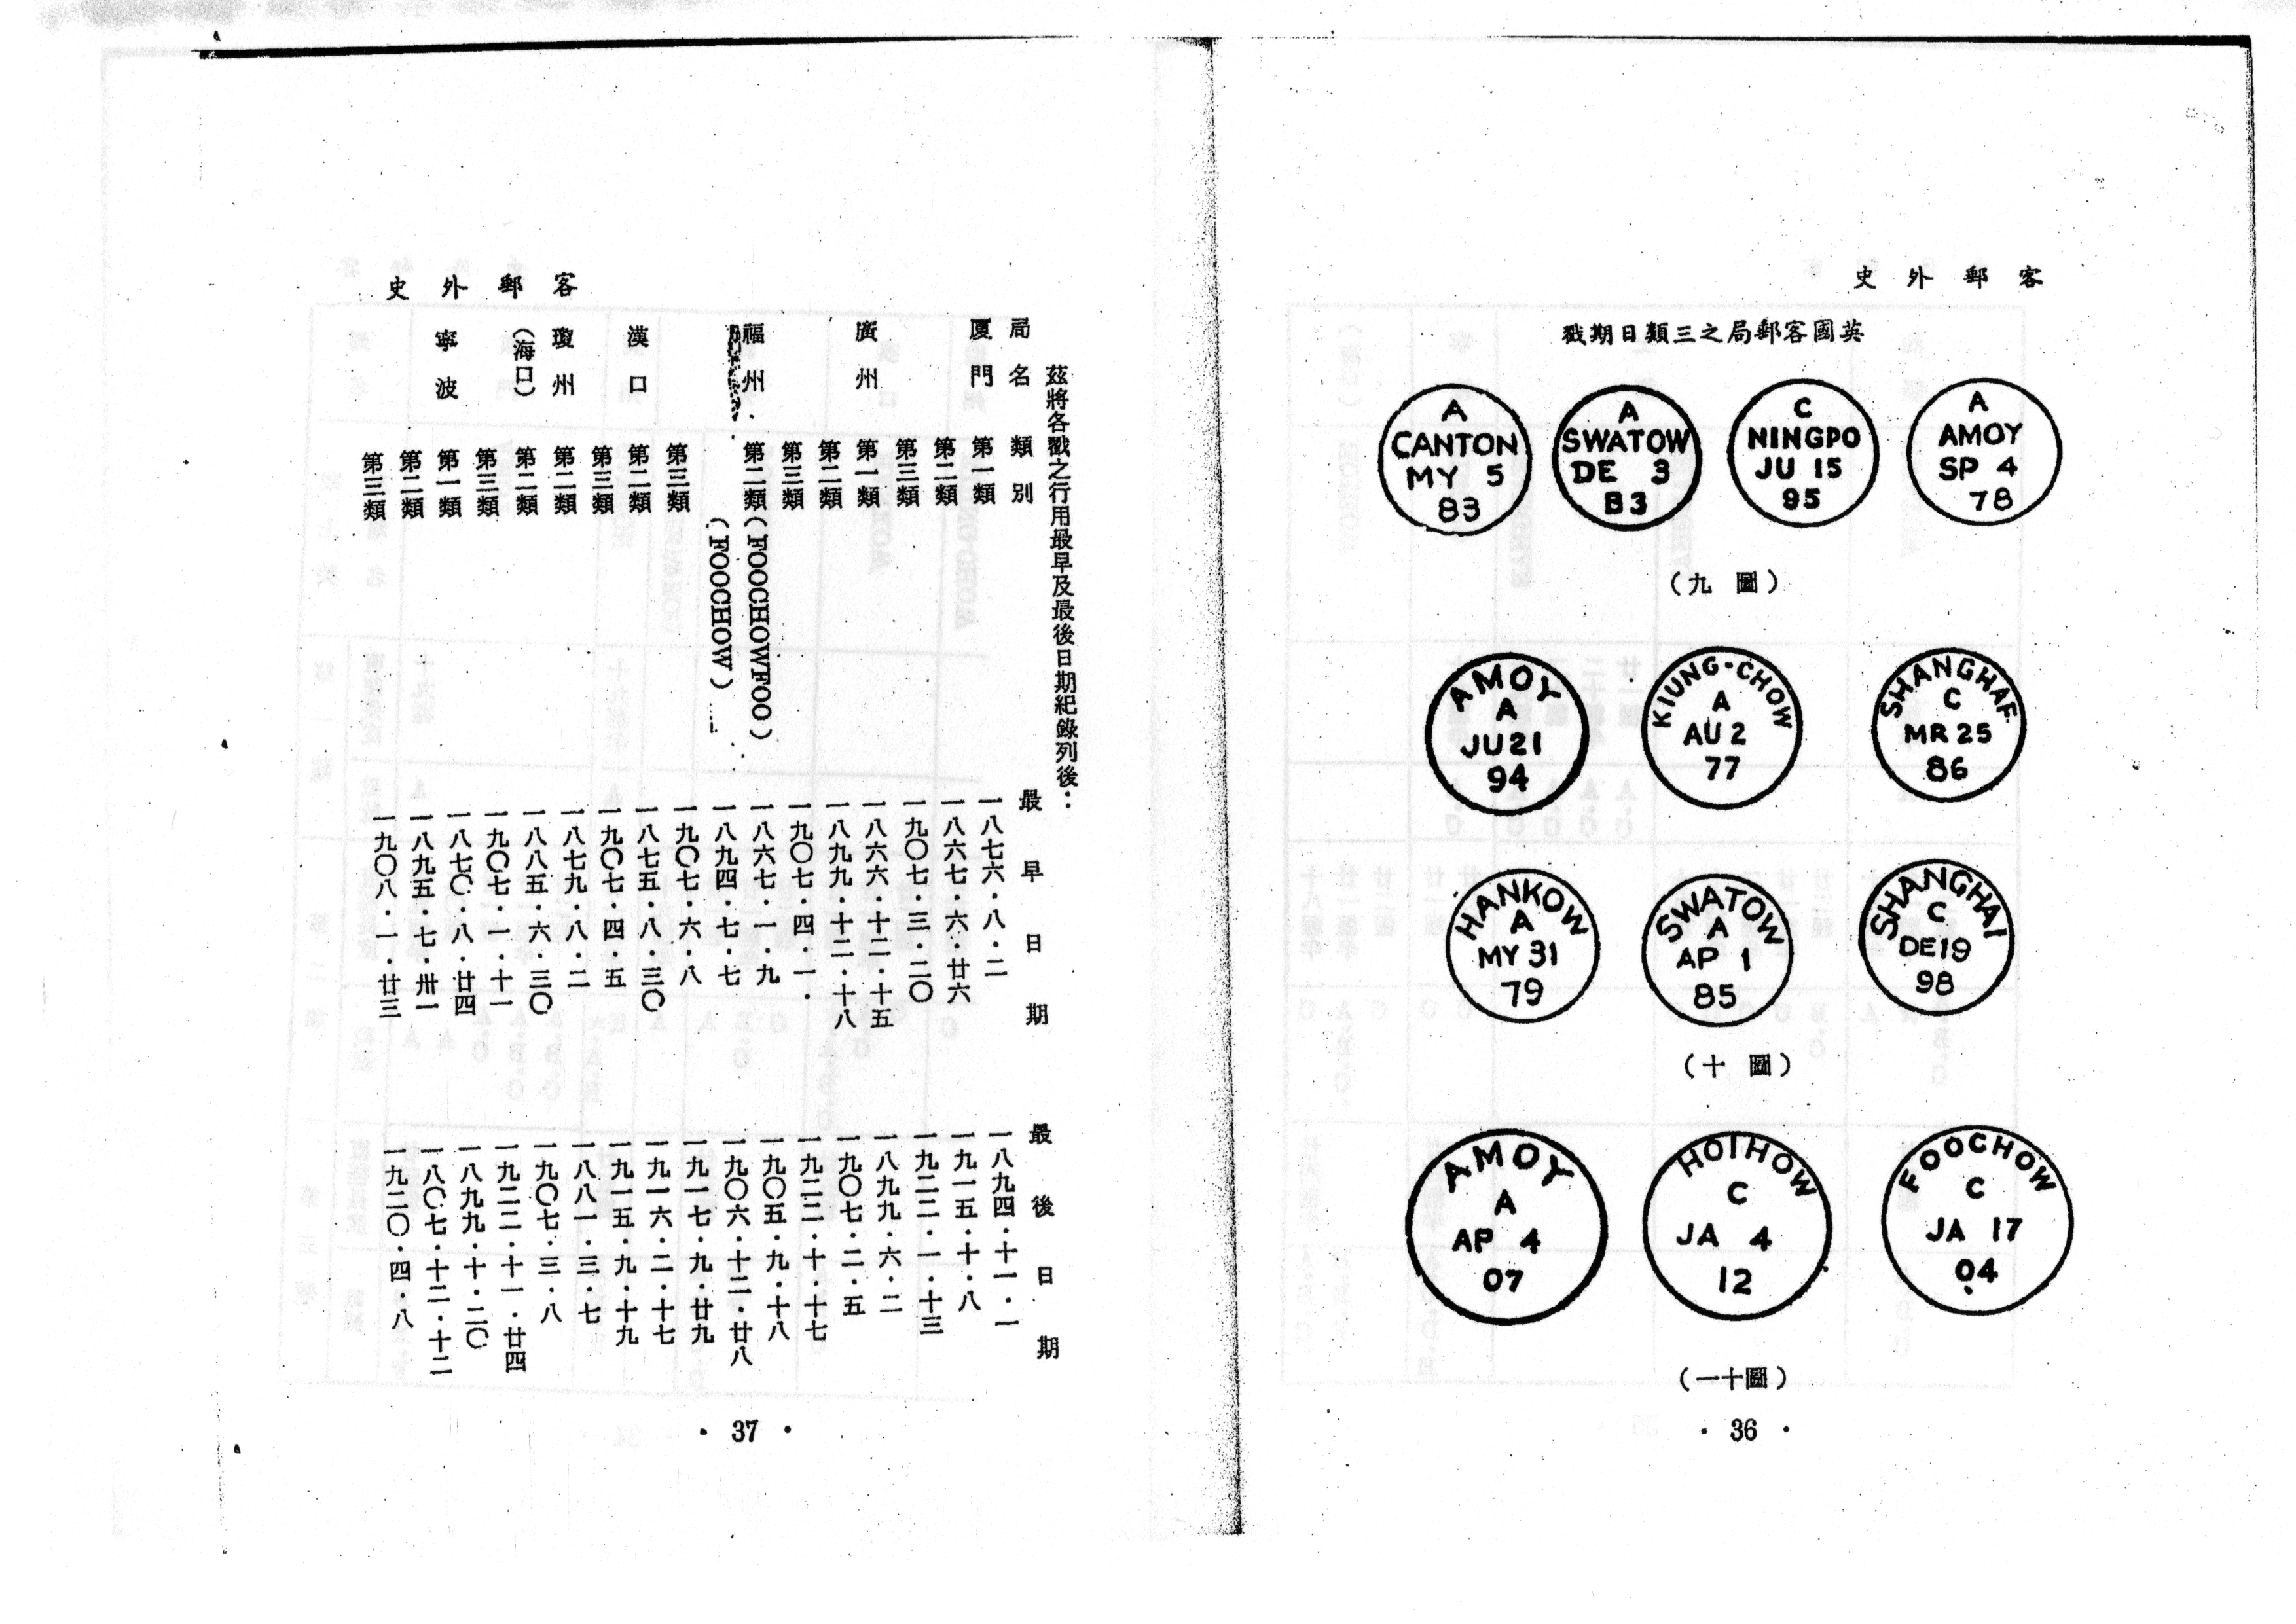 客郵外史
英國客郵局之三類日期戳
A
AMOY
SP 4
78
C
NINGPO
JU 15
95
A
SWATOW
DE 3
83
A
CANTON
MY 5
83
（圖九）
SHANGHAI
C
MR 25
86
KIUNG-CHOW
A
AU 2
77
AMOY
A
JU 21
94
SHANGHAI
C
DE 19
98
SWATOW
A
AP 1
85
HANKOW
A
MY 31
79
（圖十）
FOOCHOW
C
JA 17
04
HOIHOW
C
JA 4
12
AMOY
A
AP 4
07
（圖十一）
· 36 ·
客郵外史
茲將各戳之行用最早及最後日期紀錄列後：
局名 類別 最早日期 最後日期
廈門 第一類 一八七六·八·二 一八九四·十一·一
第二類 一八六七·六·廿六 一九一五·十·八
第三類 一九〇七·三·二〇 一九二二·一·十三
廣州 第一類 一八六六·十二·十五 一八九九·六·二
第二類 一八九九·十二·十八 一九〇七·二·五
第三類 一九〇七·四·一· 一九二二·十·十七
福州 第二類（FOOCHOWFOO） 一八六七·一·九 一九〇五·九·十八
（FOOCHOW）…… 一八九四·七·七 一九〇六·十二·廿八
第三類 一九〇七·六·八 一九一七·九·廿九
漢口 第二類 一八七五·八·三〇 一九一六·二·十七
第三類 一九〇七·四·五 一九一五·九·十九
瓊州 第二類 一八七九·八·二 一八八一·三·七
（海口） 第二類 一八八五·六·三〇 一九〇七·三·八
第三類 一九〇七·一·十一 一九二二·十一·廿四
寧波 第一類 一八七〇·八·廿四 一八九九·十·二〇
第二類 一八九五·七·卅一 一八〇七·十二·十二
第三類 一九〇八·一·廿三 一九二〇·四·八
· 37 ·